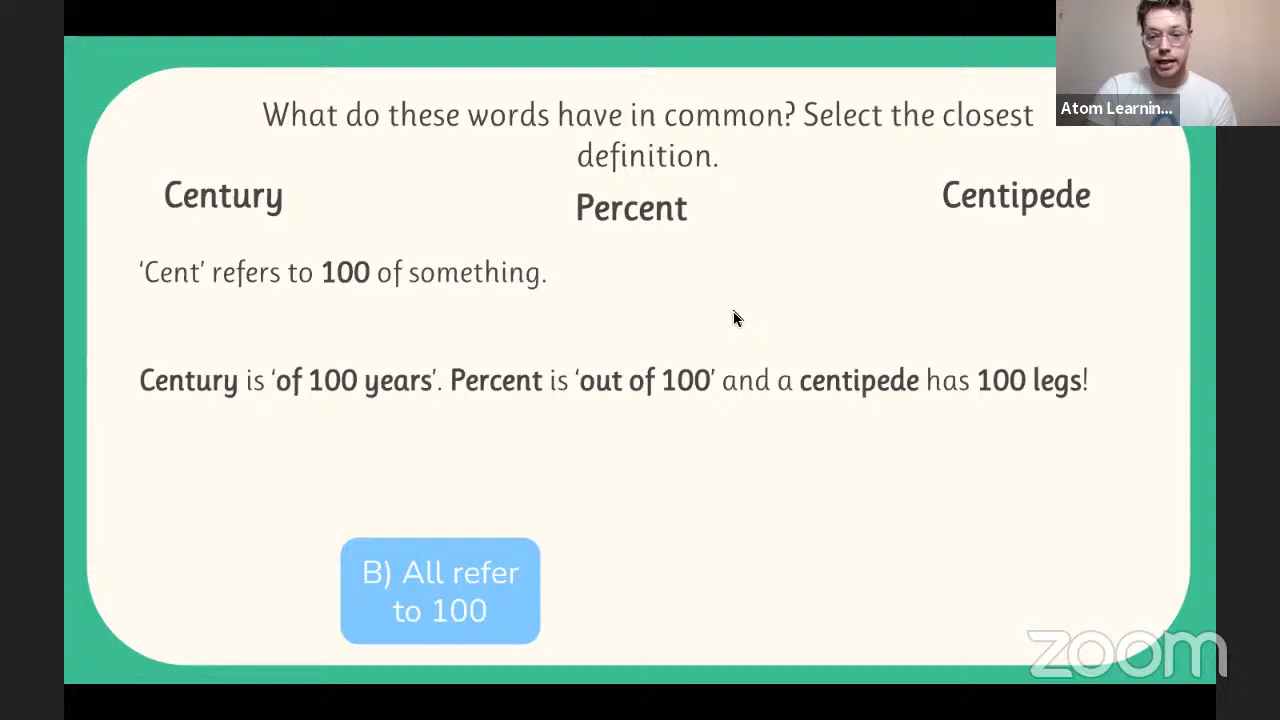 What do these words have in common? Select the closest
definition.
Century
Percent
Centipede
‘Cent’ refers to 100 of something.
Century is ‘of 100 years’. Percent is ‘out of 100’ and a centipede has 100 legs!
B) All refer
to 100
Atom Learnin...
zoom